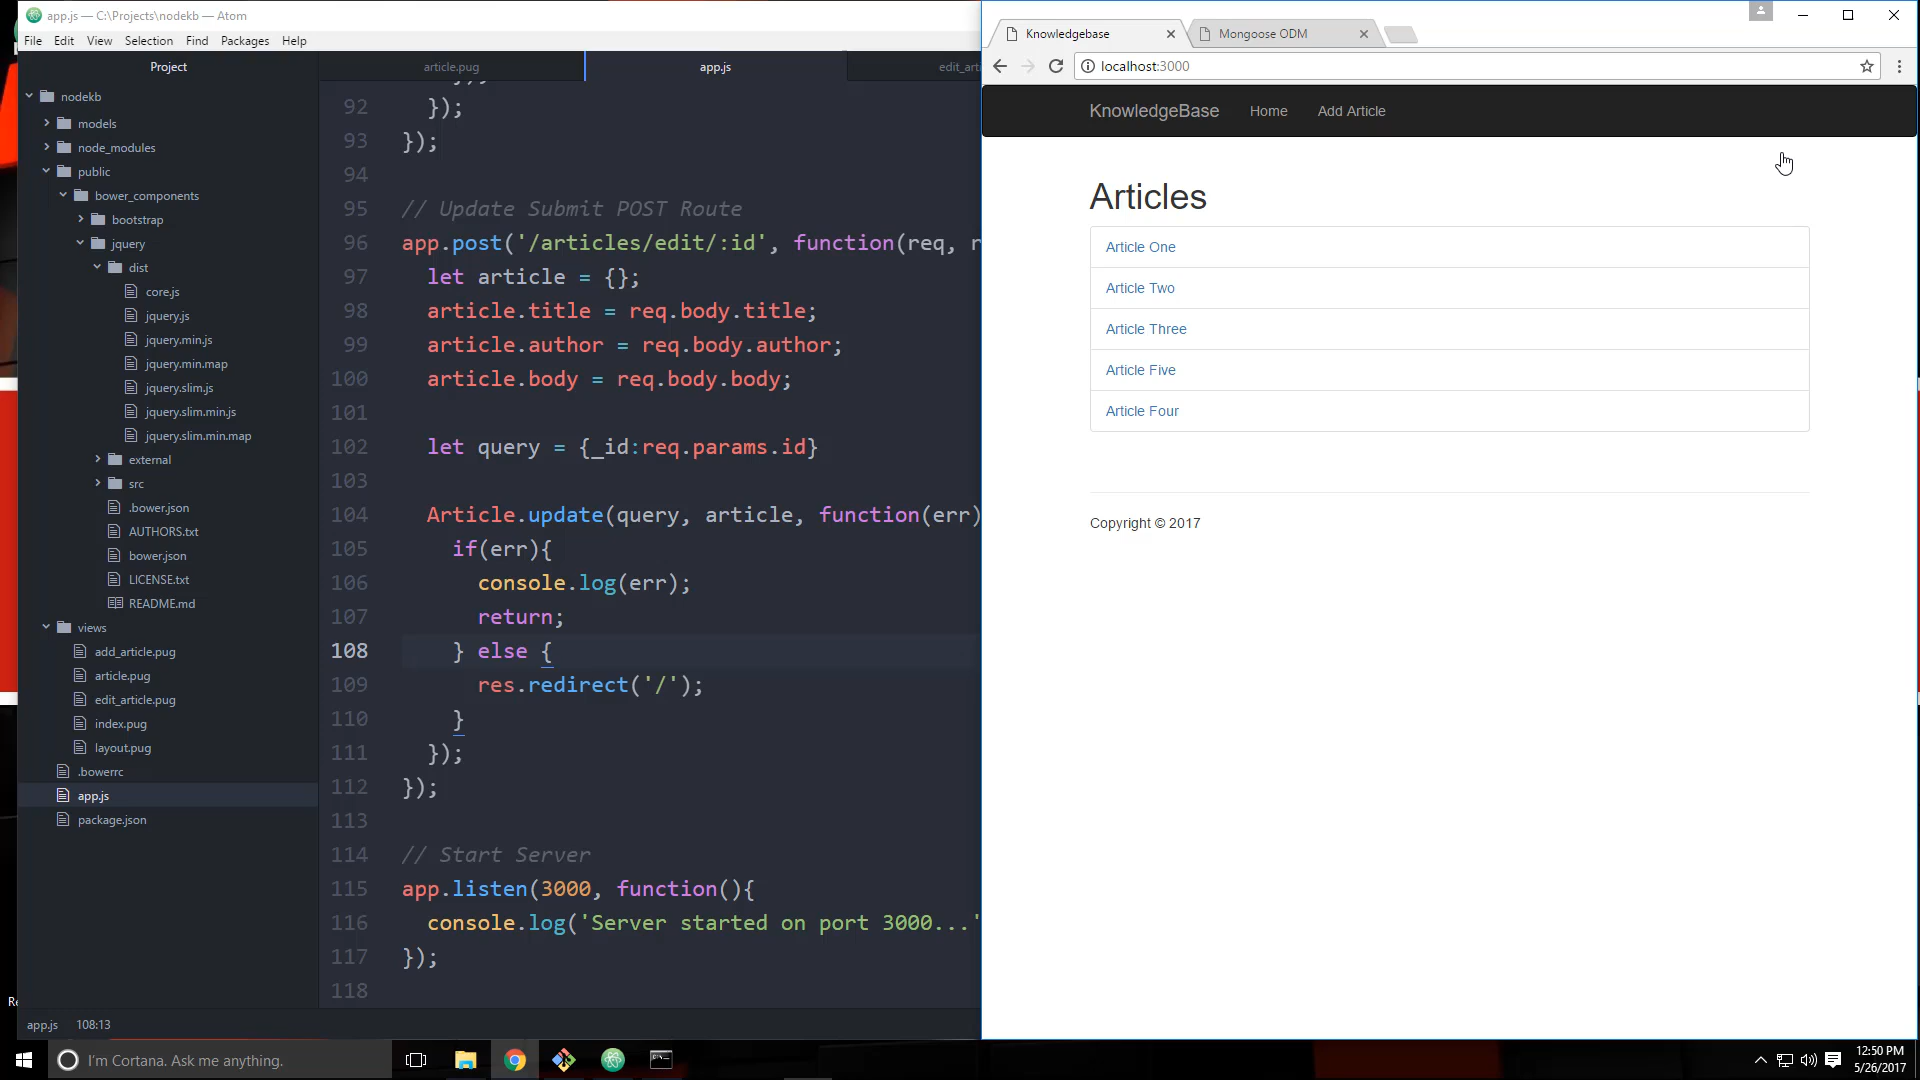 app.js — C:\Projects\nodekb — Atom
File Edit View Selection Find Packages Help
Project
nodekb
models
node_modules
public
bower_components
bootstrap
jquery
dist
core.js
jquery.js
jquery.min.js
jquery.min.map
jquery.slim.js
jquery.slim.min.js
jquery.slim.min.map
external
src
.bower.json
AUTHORS.txt
bower.json
LICENSE.txt
README.md
views
add_article.pug
article.pug
edit_article.pug
index.pug
layout.pug
.bowerrc
app.js
package.json
article.pug app.js edit_art
92 });
93 });
94
95 // Update Submit POST Route
96 app.post('/articles/edit/:id', function(req, r
97 let article = {};
98 article.title = req.body.title;
99 article.author = req.body.author;
100 article.body = req.body.body;
101
102 let query = {_id:req.params.id}
103
104 Article.update(query, article, function(err)
105 if(err){
106 console.log(err);
107 return;
108 } else {
109 res.redirect('/');
110 }
111 });
112 });
113
114 // Start Server
115 app.listen(3000, function(){
116 console.log('Server started on port 3000...'
117 });
118
app.js 108:13
Knowledgebase Mongoose ODM
localhost:3000
KnowledgeBase Home Add Article
Articles
Article One
Article Two
Article Three
Article Five
Article Four
Copyright © 2017
Re
I'm Cortana. Ask me anything.
12:50 PM
5/26/2017